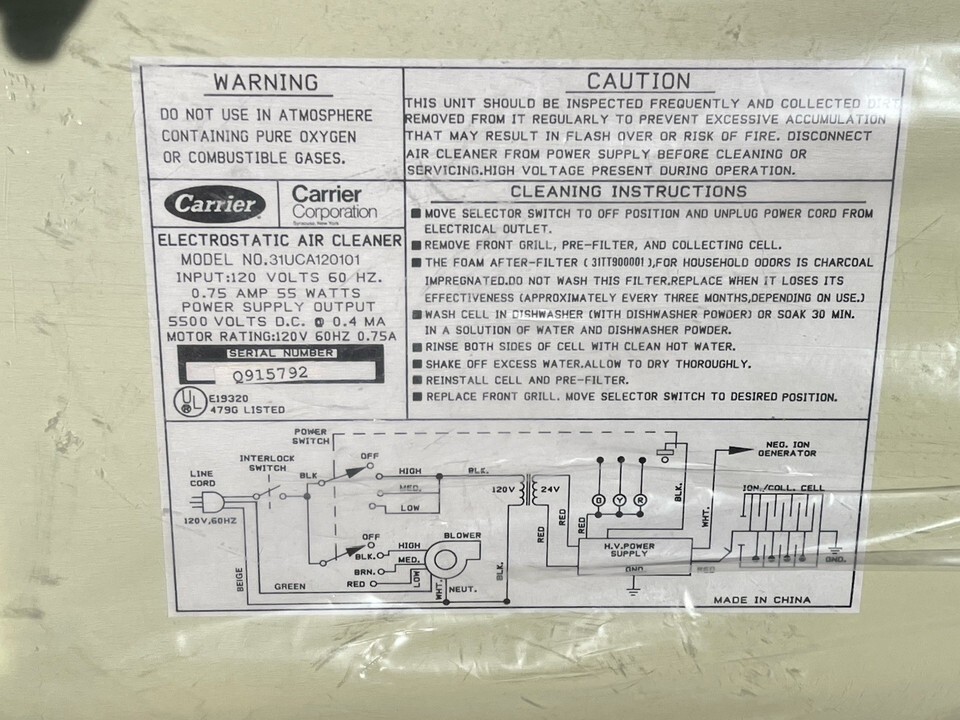 WARNING
DO NOT USE IN ATMOSPHERE
CONTAINING PURE OXYGEN
OR COMBUSTIBLE GASES.
CAUTION
THIS UNIT SHOULD BE INSPECTED FREQUENTLY AND COLLECTED DIRT
REMOVED FROM IT REGULARLY TO PREVENT EXCESSIVE ACCUMULATION
THAT MAY RESULT IN FLASH OVER OR RISK OF FIRE. DISCONNECT
AIR CLEANER FROM POWER SUPPLY BEFORE CLEANING OR
SERVICING.HIGH VOLTAGE PRESENT DURING OPERATION.
Carrier
Carrier
Corporation
Syracuse, New York
ELECTROSTATIC AIR CLEANER
MODEL NO.31UCA120101
INPUT:120 VOLTS 60 HZ.
0.75 AMP 55 WATTS
POWER SUPPLY OUTPUT
5500 VOLTS D.C. @ 0.4 MA
MOTOR RATING:120V 60HZ 0.75A
SERIAL NUMBER
Q915792
UL
E19320
479G LISTED
CLEANING INSTRUCTIONS
■ MOVE SELECTOR SWITCH TO OFF POSITION AND UNPLUG POWER CORD FROM
ELECTRICAL OUTLET.
■ REMOVE FRONT GRILL, PRE-FILTER, AND COLLECTING CELL.
■ THE FOAM AFTER-FILTER (31TT900001),FOR HOUSEHOLD ODORS IS CHARCOAL
IMPREGNATED.DO NOT WASH THIS FILTER.REPLACE WHEN IT LOSES ITS
EFFECTIVENESS (APPROXIMATELY EVERY THREE MONTHS,DEPENDING ON USE.)
■ WASH CELL IN DISHWASHER (WITH DISHWASHER POWDER) OR SOAK 30 MIN.
IN A SOLUTION OF WATER AND DISHWASHER POWDER.
■ RINSE BOTH SIDES OF CELL WITH CLEAN HOT WATER.
■ SHAKE OFF EXCESS WATER.ALLOW TO DRY THOROUGHLY.
■ REINSTALL CELL AND PRE-FILTER.
■ REPLACE FRONT GRILL. MOVE SELECTOR SWITCH TO DESIRED POSITION.
POWER
SWITCH
INTERLOCK
SWITCH
LINE
CORD
120V,60HZ
BLK
OFF
HIGH
MED.
LOW
BLK.
120V
24V
OFF
BLK.
HIGH
BRN.
MED.
RED
LOW
BLOWER
WHT.
NEUT.
BEIGE
GREEN
BLK.
RED
RED
RED
O
Y
R
BLK.
H.V.POWER
SUPPLY
GND.
WHT.
RED
NEG. ION
GENERATOR
ION./COLL. CELL
GND.
MADE IN CHINA